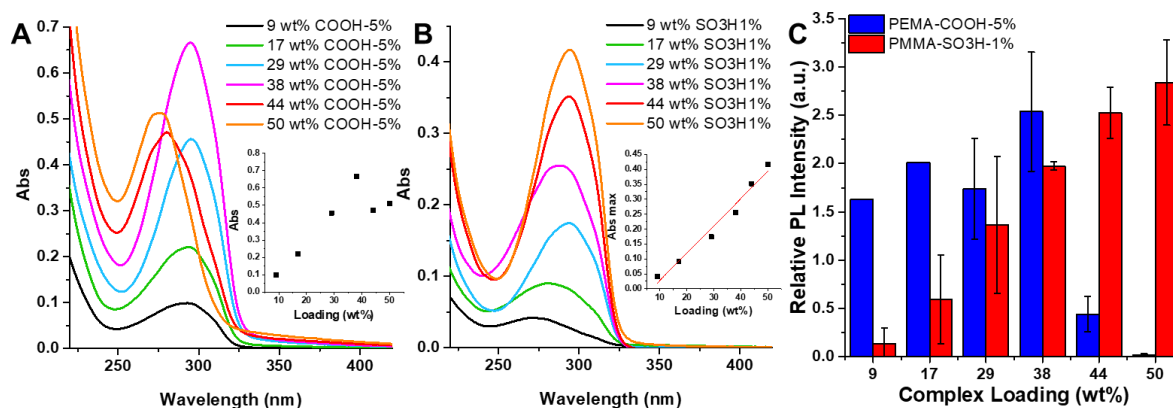 A
9 wt% COOH-5%
17 wt% COOH-5%
29 wt% COOH-5%
38 wt% COOH-5%
44 wt% COOH-5%
50 wt% COOH-5%
0.7
0.6
0.5
0.4
0.3
0.2
0.1
0.0
Abs
250 300 350 400
Wavelength (nm)
0.8
0.7
0.6
0.5
0.4
0.3
0.2
0.1
0.0
Abs
0 10 20 30 40 50
Loading (wt%)
B
9 wt% SO3H1%
17 wt% SO3H1%
29 wt% SO3H1%
38 wt% SO3H1%
44 wt% SO3H1%
50 wt% SO3H1%
0.4
0.3
0.2
0.1
0.0
Abs
250 300 350 400
Wavelength (nm)
0.45
0.40
0.35
0.30
0.25
0.20
0.15
0.10
0.05
0.00
Abs max
10 20 30 40 50
Loading (wt%)
C
PEMA-COOH-5%
PMMA-SO3H-1%
3.5
3.0
2.5
2.0
1.5
1.0
0.5
0.0
Relative PL Intensity (a.u.)
9 17 29 38 44 50
Complex Loading (wt%)